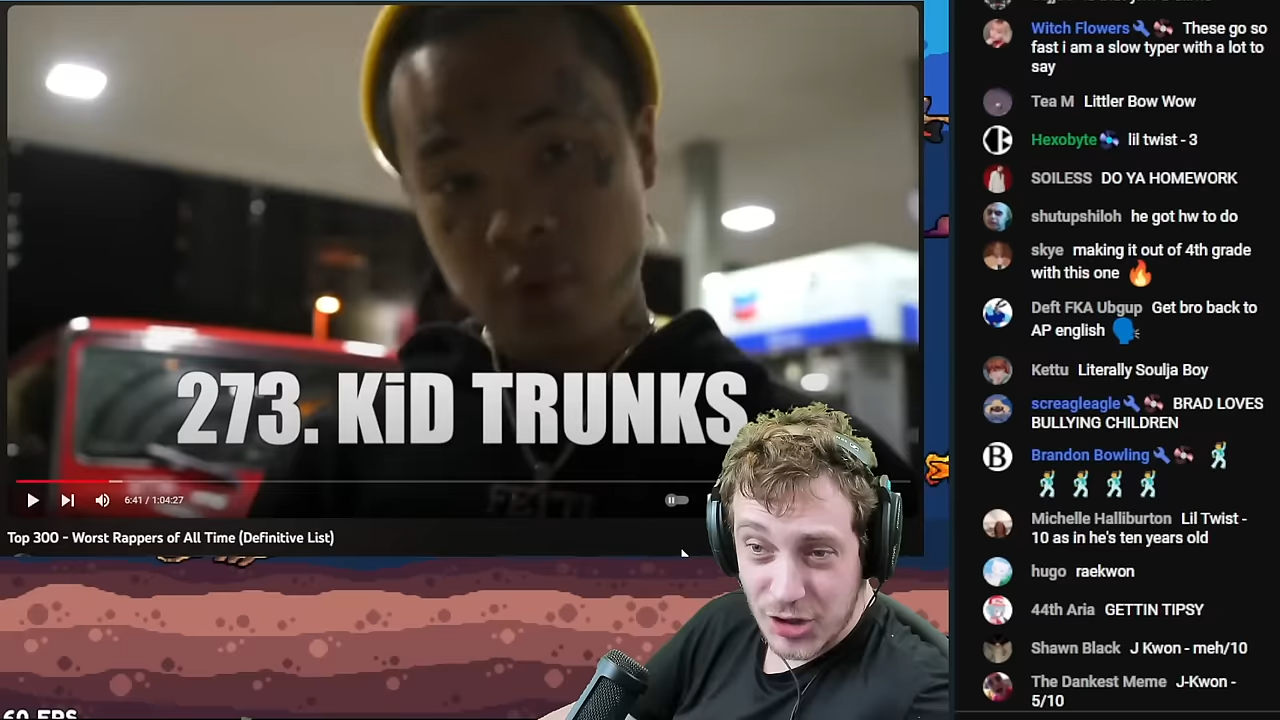 273. KiD TRUNKS
6:41 / 1:04:27
Top 300 - Worst Rappers of All Time (Definitive List)
60 FPS
Witch Flowers These go so
fast i am a slow typer with a lot to
say
Tea M Littler Bow Wow
Hexobyte lil twist - 3
SOILESS DO YA HOMEWORK
shutupshiloh he got hw to do
skye making it out of 4th grade
with this one 🔥
Deft FKA Ubgup Get bro back to
AP english 🗣
Kettu Literally Soulja Boy
screagleagle BRAD LOVES
BULLYING CHILDREN
Brandon Bowling
Michelle Halliburton Lil Twist -
10 as in he's ten years old
hugo raekwon
44th Aria GETTIN TIPSY
Shawn Black J Kwon - meh/10
The Dankest Meme J-Kwon -
5/10